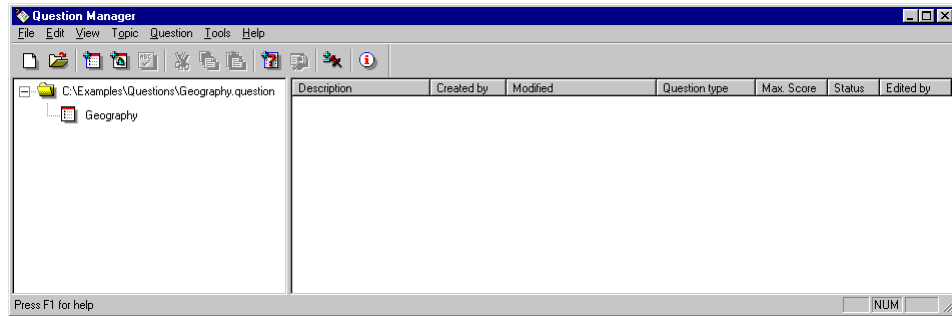 Question Manager
File Edit View Topic Question Tools Help
C:\Examples\Questions\Geography.question
Geography
Description Created by Modified Question type Max. Score Status Edited by
Press F1 for help
NUM